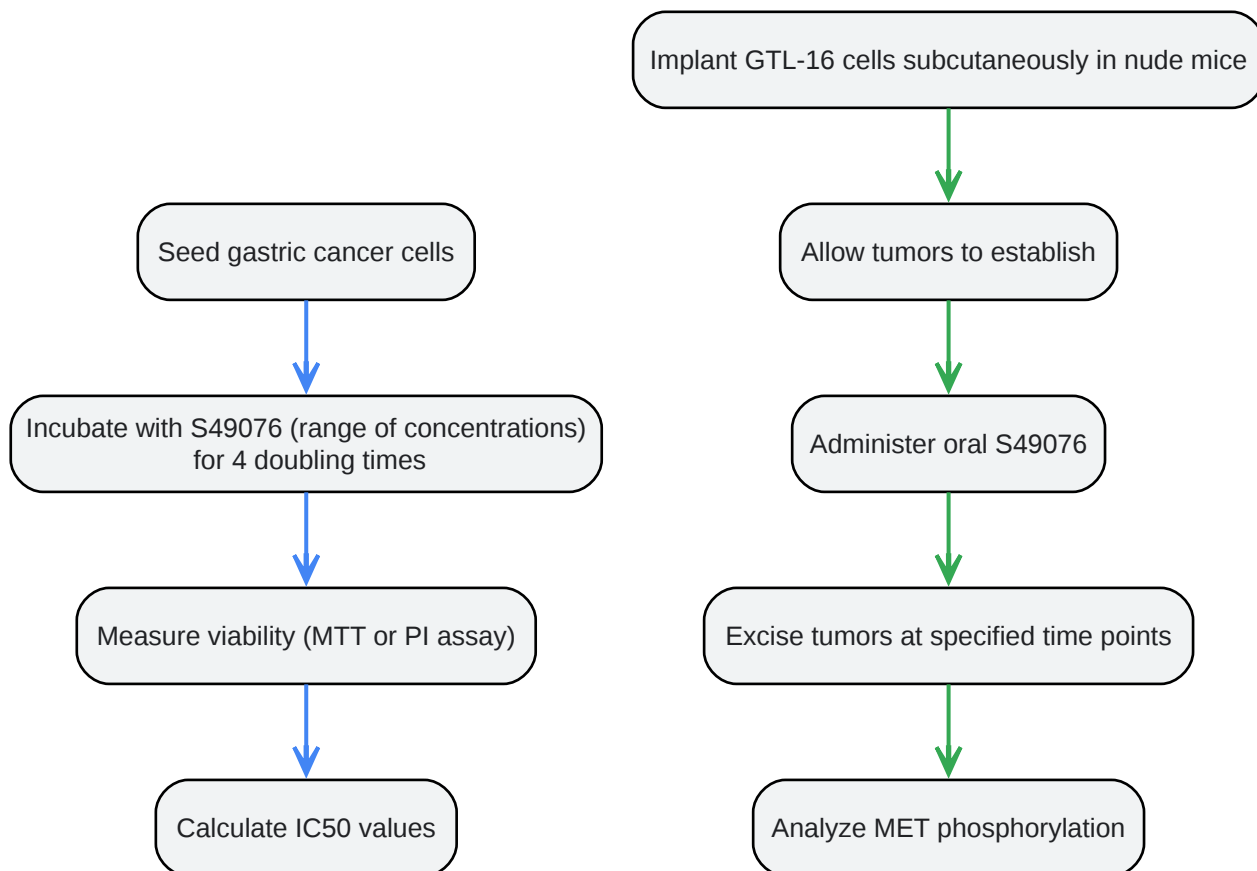 Seed gastric cancer cells
Incubate with S49076 (range of concentrations)
for 4 doubling times
Measure viability (MTT or PI assay)
Calculate IC50 values
Implant GTL-16 cells subcutaneously in nude mice
Allow tumors to establish
Administer oral S49076
Excise tumors at specified time points
Analyze MET phosphorylation